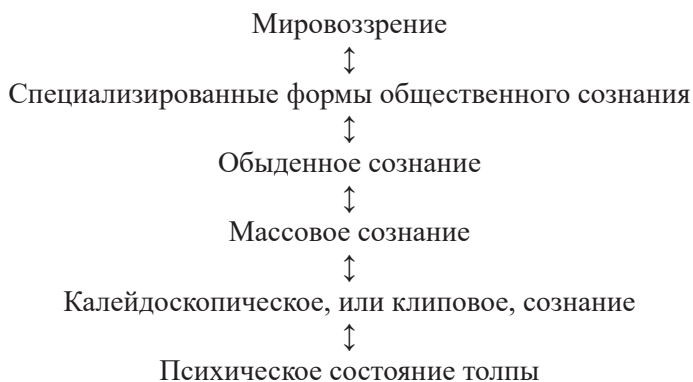 Мировоззрение
↕
Специализированные формы общественного сознания
↕
Обыденное сознание
↕
Массовое сознание
↕
Калейдоскопическое, или клиповое, сознание
↕
Психическое состояние толпы